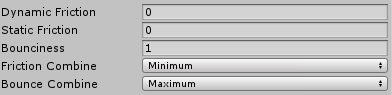 Dynamic Friction 0
Static Friction 0
Bounciness 1
Friction Combine Minimum
Bounce Combine Maximum